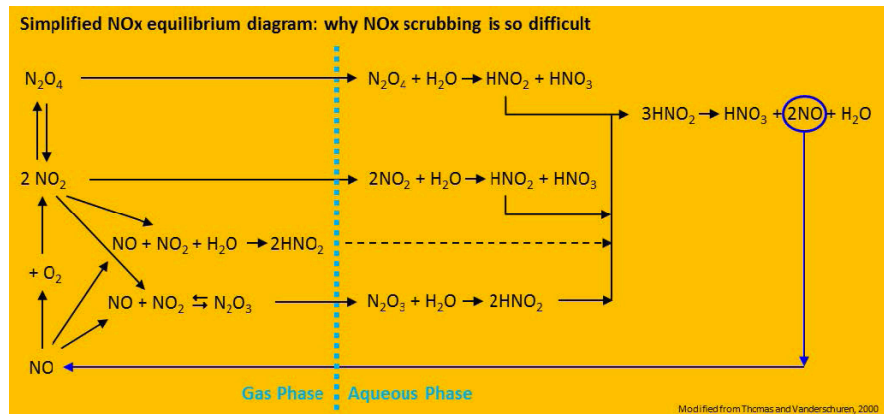 Simplified NOx equilibrium diagram: why NOx scrubbing is so difficult
N₂O₄
N₂O₄ + H₂O → HNO₂ + HNO₃
3HNO₂ → HNO₃ + 2NO + H₂O
2 NO₂
2NO₂ + H₂O → HNO₂ + HNO₃
NO + NO₂ + H₂O → 2HNO₂
+ O₂
NO + NO₂ ⇆ N₂O₃
N₂O₃ + H₂O → 2HNO₂
NO
Gas Phase
Aqueous Phase
Modified from Thomas and Vanderschuren, 2000